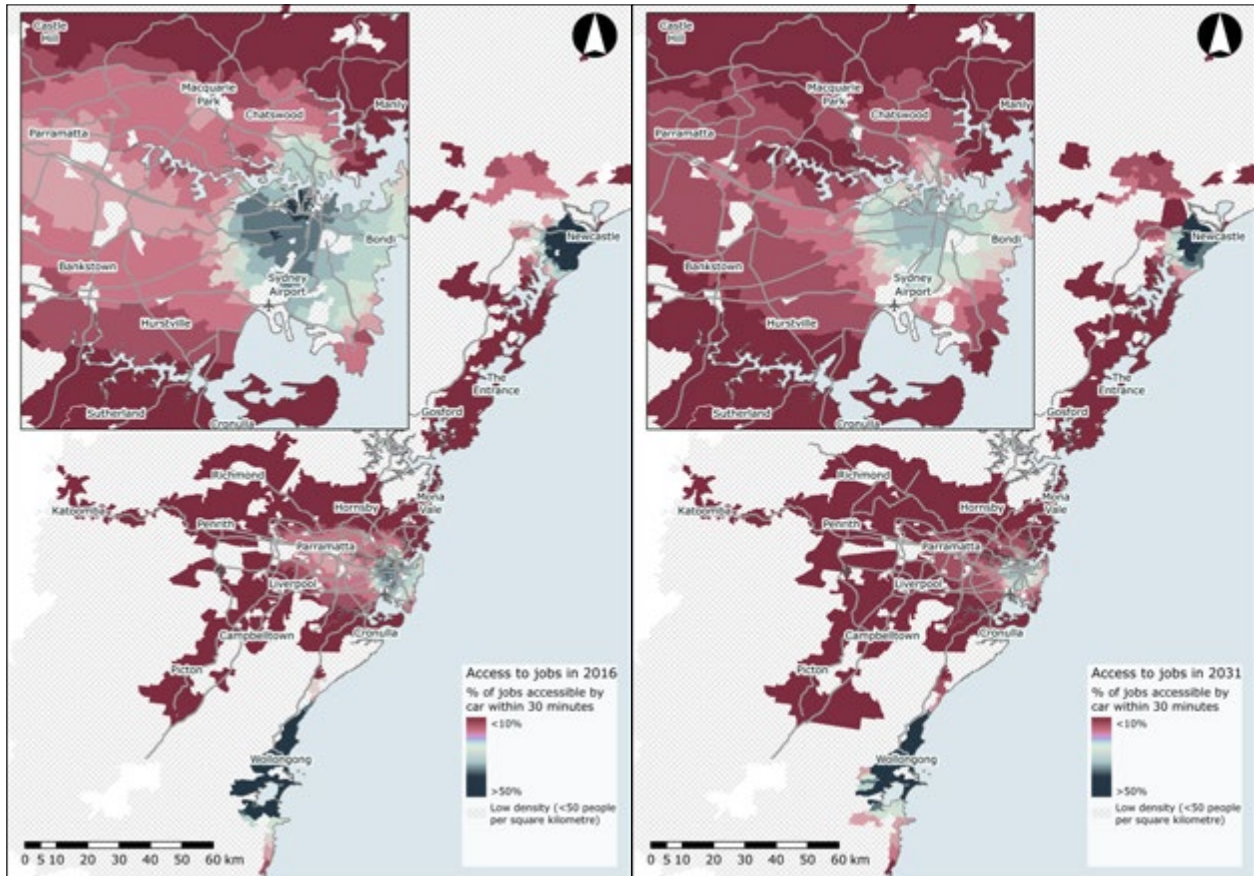 Castle
Hill
Macquarie
Park
Chatswood
Manly
Parramatta
Bondi
Bankstown
Sydney
Airport
Hurstville
Sutherland
Cronulla
Newcastle
The
Entrance
Gosford
Richmond
Mona
Vale
Hornsby
Katoomba
Penrith
Parramatta
Liverpool
Cronulla
Campbelltown
Picton
Wollongong
Access to jobs in 2016
% of jobs accessible by
car within 30 minutes
<10%
>50%
Low density (<50 people
per square kilometre)
0 5 10 20 30 40 50 60 km
Castle
Hill
Macquarie
Park
Chatswood
Manly
Parramatta
Bondi
Bankstown
Sydney
Airport
Hurstville
Sutherland
Cronulla
Newcastle
The
Entrance
Gosford
Richmond
Mona
Vale
Hornsby
Katoomba
Penrith
Parramatta
Liverpool
Cronulla
Campbelltown
Picton
Wollongong
Access to jobs in 2031
% of jobs accessible by
car within 30 minutes
<10%
>50%
Low density (<50 people
per square kilometre)
0 5 10 20 30 40 50 60 km